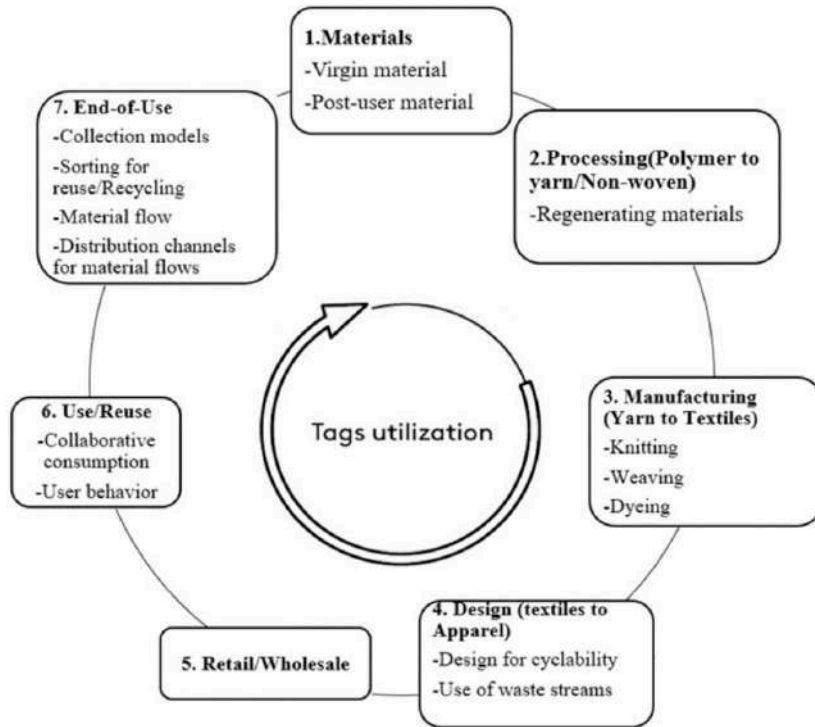 1.Materials
-Virgin material
-Post-user material
2.Processing(Polymer to
yarn/Non-woven)
-Regenerating materials
3. Manufacturing
(Yarn to Textiles)
-Knitting
-Weaving
-Dyeing
4. Design (textiles to
Apparel)
-Design for cyclability
-Use of waste streams
5. Retail/Wholesale
6. Use/Reuse
-Collaborative
consumption
-User behavior
7. End-of-Use
-Collection models
-Sorting for
reuse/Recycling
-Material flow
-Distribution channels
for material flows
Tags utilization